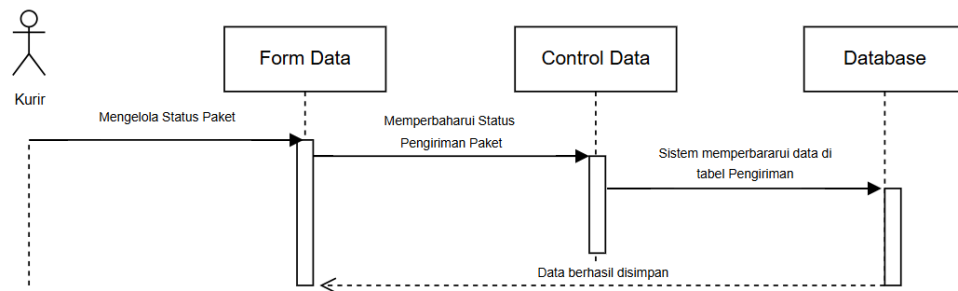 Form Data
Control Data
Database
Kurir
Mengelola Status Paket
Memperbaharui Status
Pengiriman Paket
Sistem memperbararui data di
tabel Pengiriman
Data berhasil disimpan